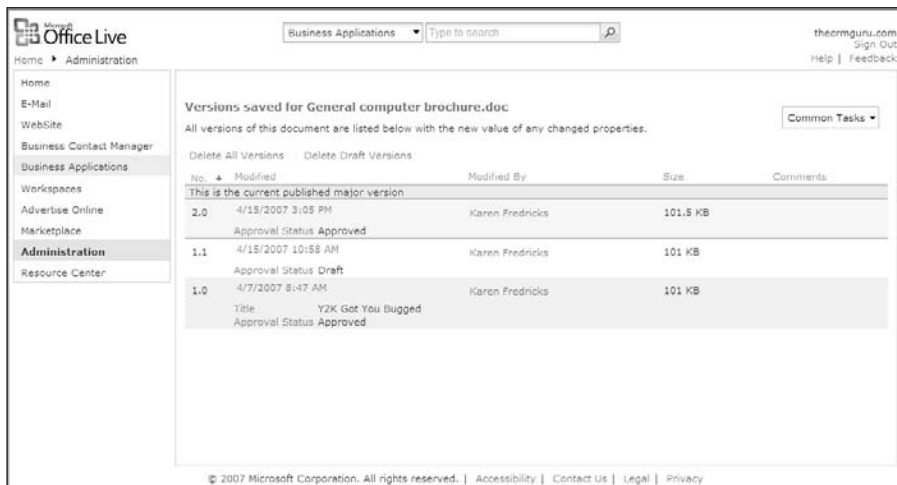 Microsoft
Office Live
Business Applications
Type to search
thecrmguru.com
Sign Out
Home ▸ Administration
Help | Feedback
Home
E-Mail
WebSite
Business Contact Manager
Business Applications
Workspaces
Advertise Online
Marketplace
Administration
Resource Center
Versions saved for General computer brochure.doc
Common Tasks
All versions of this document are listed below with the new value of any changed properties.
Delete All Versions | Delete Draft Versions
No. Modified Modified By Size Comments
This is the current published major version
2.0 4/15/2007 3:05 PM Karen Fredricks 101.5 KB
Approval Status Approved
1.1 4/15/2007 10:58 AM Karen Fredricks 101 KB
Approval Status Draft
1.0 4/7/2007 8:47 AM Karen Fredricks 101 KB
Title Y2K Got You Bugged
Approval Status Approved
© 2007 Microsoft Corporation. All rights reserved. | Accessibility | Contact Us | Legal | Privacy